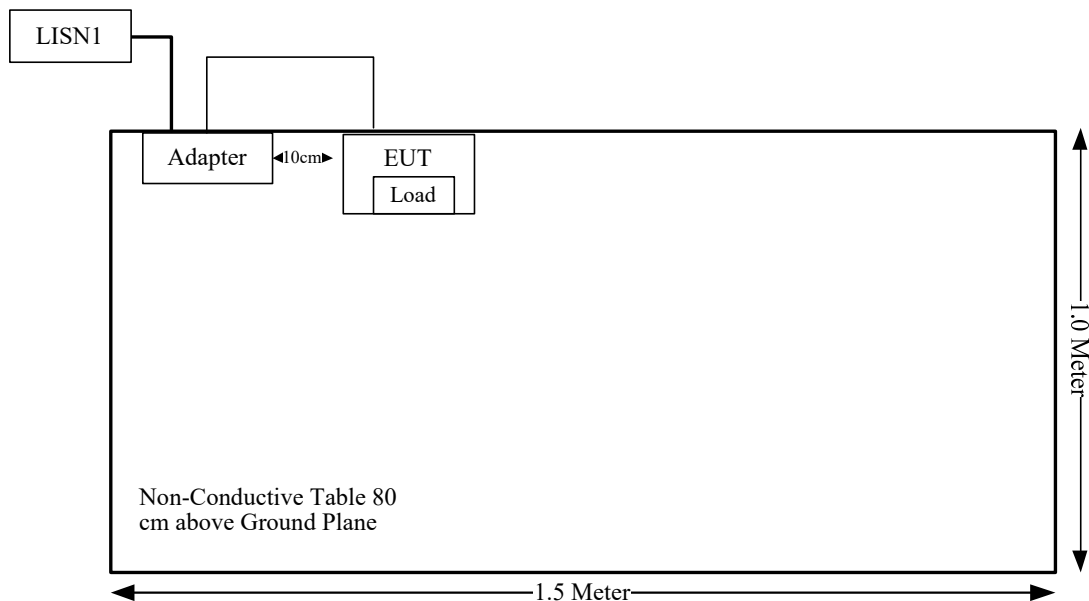 LISN1
Adapter
10cm
EUT
Load
1.0 Meter
Non-Conductive Table 80
cm above Ground Plane
1.5 Meter